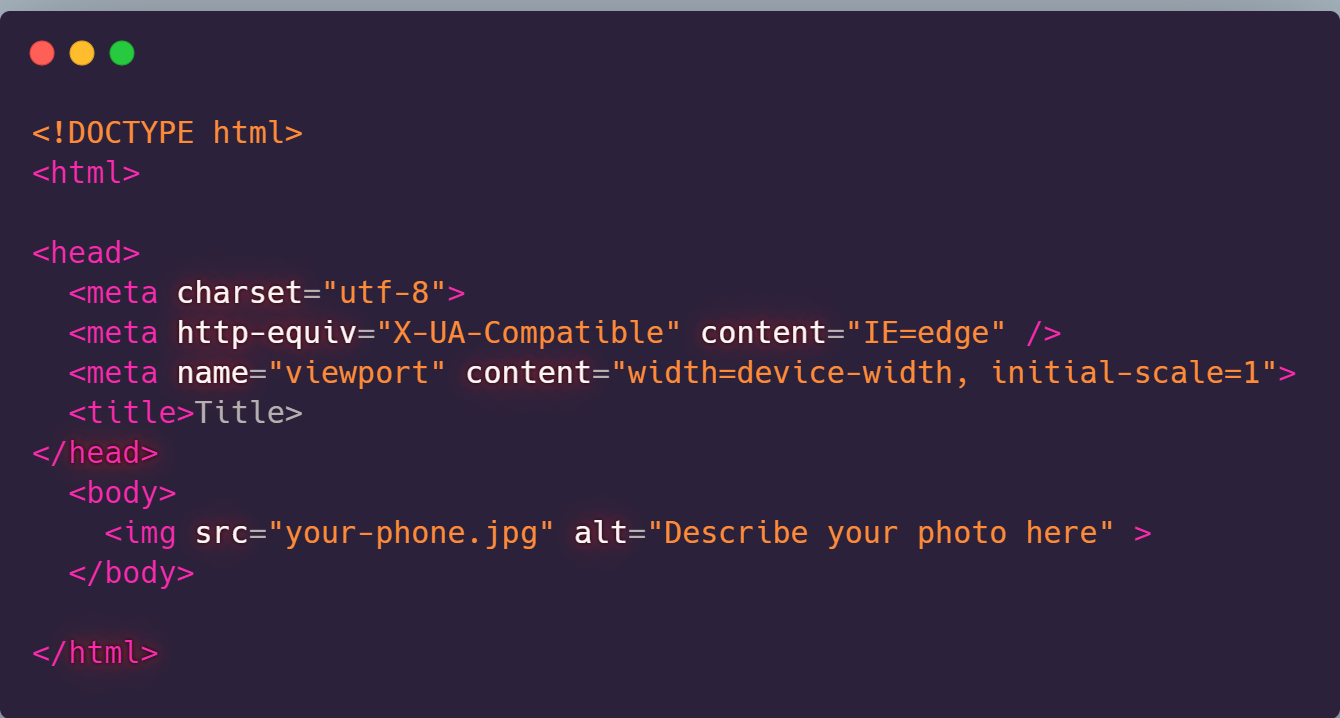 <!DOCTYPE html>
<html>
<head>
<meta charset="utf-8">
<meta http-equiv="X-UA-Compatible" content="IE=edge" />
<meta name="viewport" content="width=device-width, initial-scale=1">
<title>Title>
</head>
<body>
<img src="your-phone.jpg" alt="Describe your photo here" >
</body>
</html>